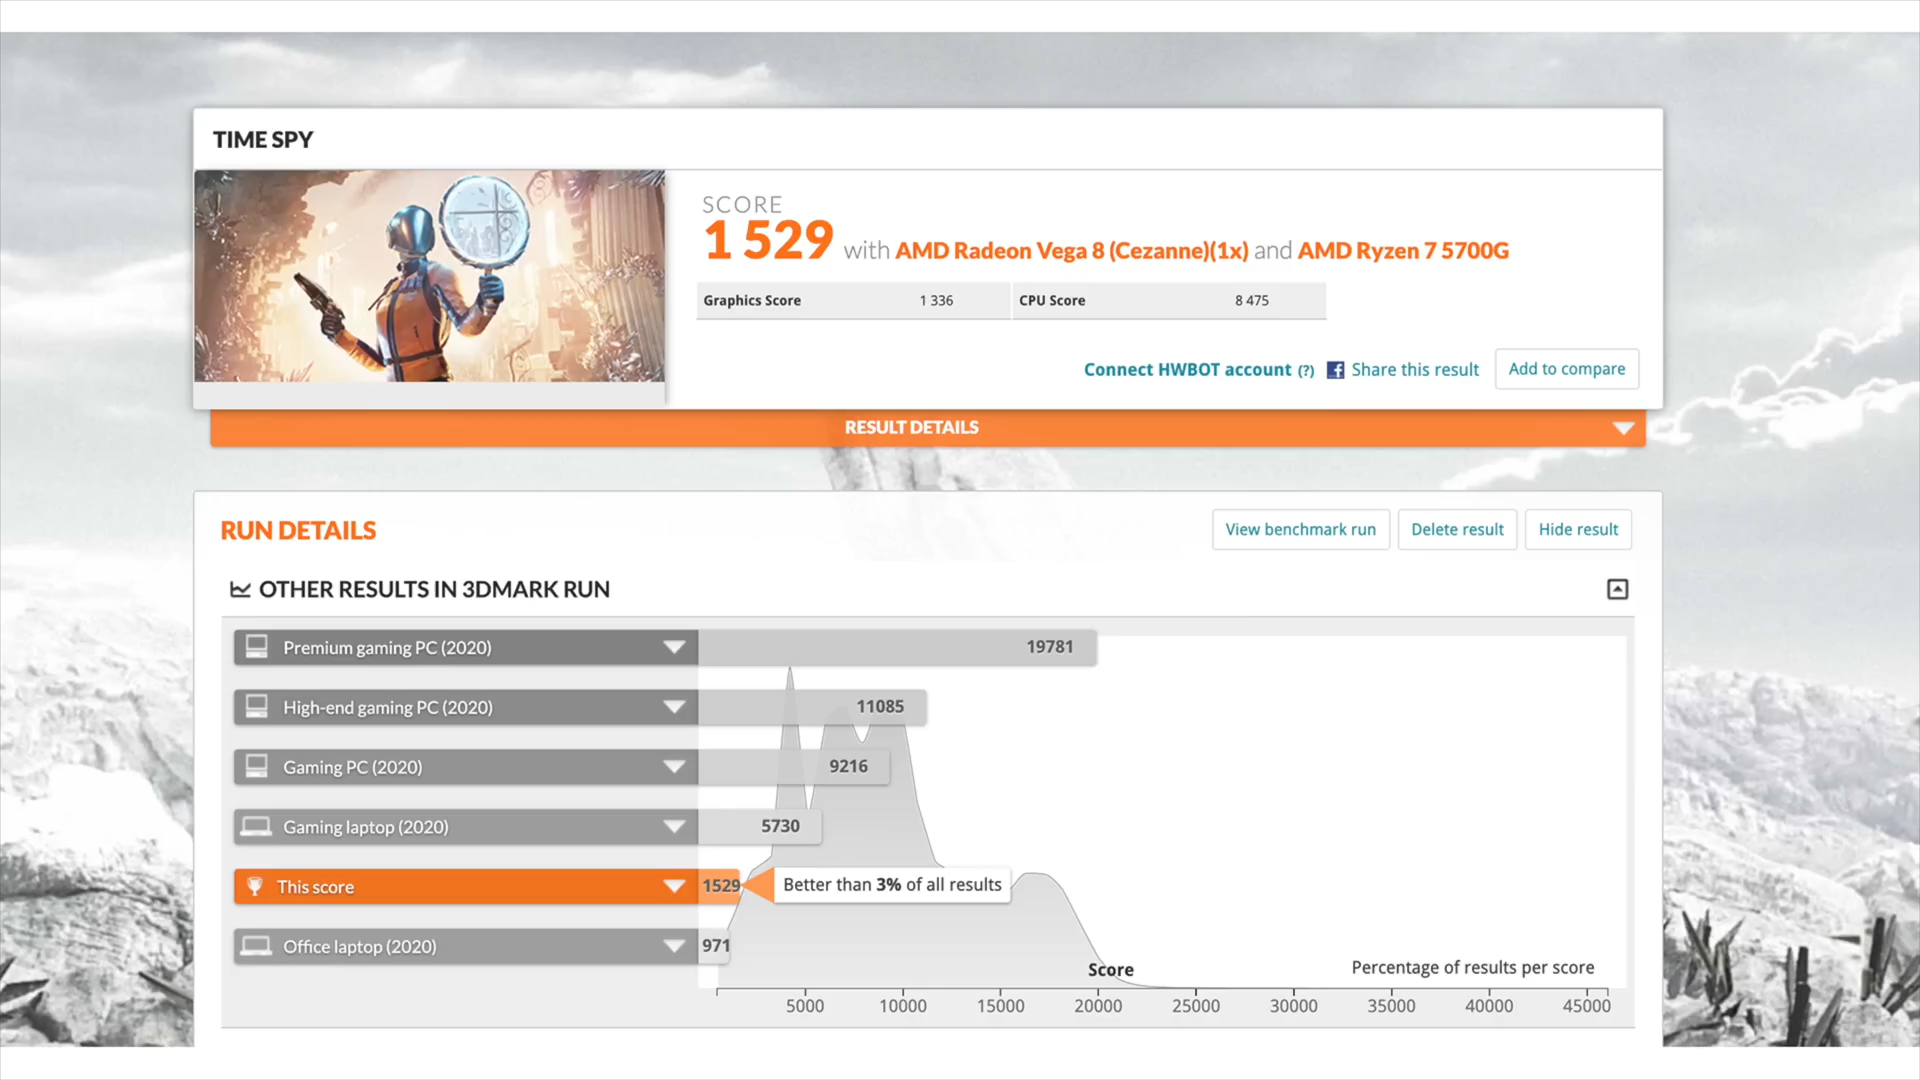 TIME SPY
SCORE
1 529 with AMD Radeon Vega 8 (Cezanne)(1x) and AMD Ryzen 7 5700G
Graphics Score 1 336 CPU Score 8 475
Connect HWBOT account (?) f Share this result Add to compare
RESULT DETAILS
RUN DETAILS View benchmark run Delete result Hide result
OTHER RESULTS IN 3DMARK RUN
Premium gaming PC (2020) 19781
High-end gaming PC (2020) 11085
Gaming PC (2020) 9216
Gaming laptop (2020) 5730
This score 1529 Better than 3% of all results
Office laptop (2020) 971
Score Percentage of results per score
5000 10000 15000 20000 25000 30000 35000 40000 45000